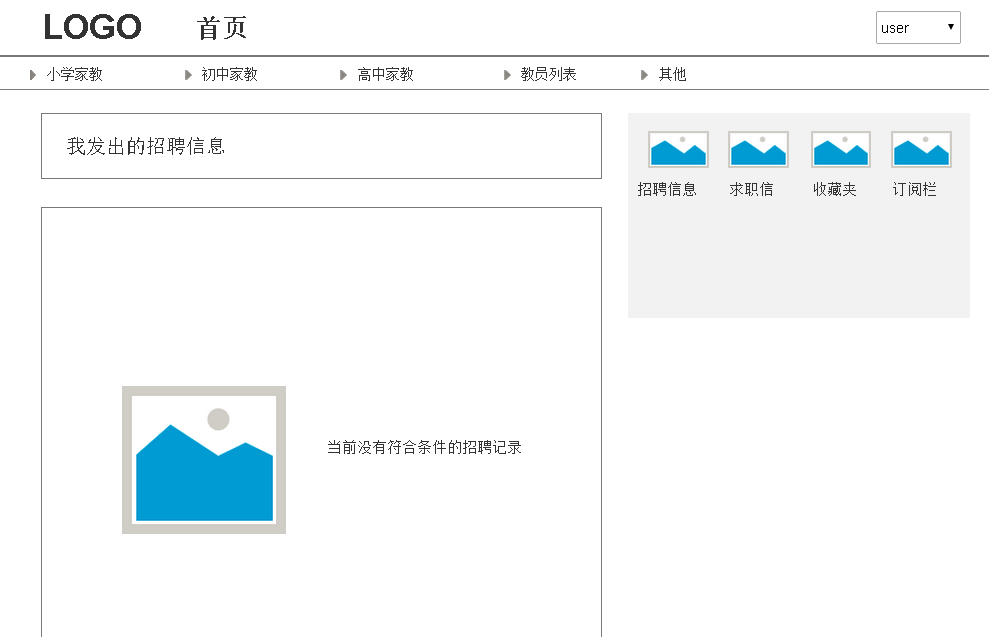 LOGO 首页 user
小学家教 初中家教 高中家教 教员列表 其他
我发出的招聘信息
招聘信息 求职信 收藏夹 订阅栏
当前没有符合条件的招聘记录